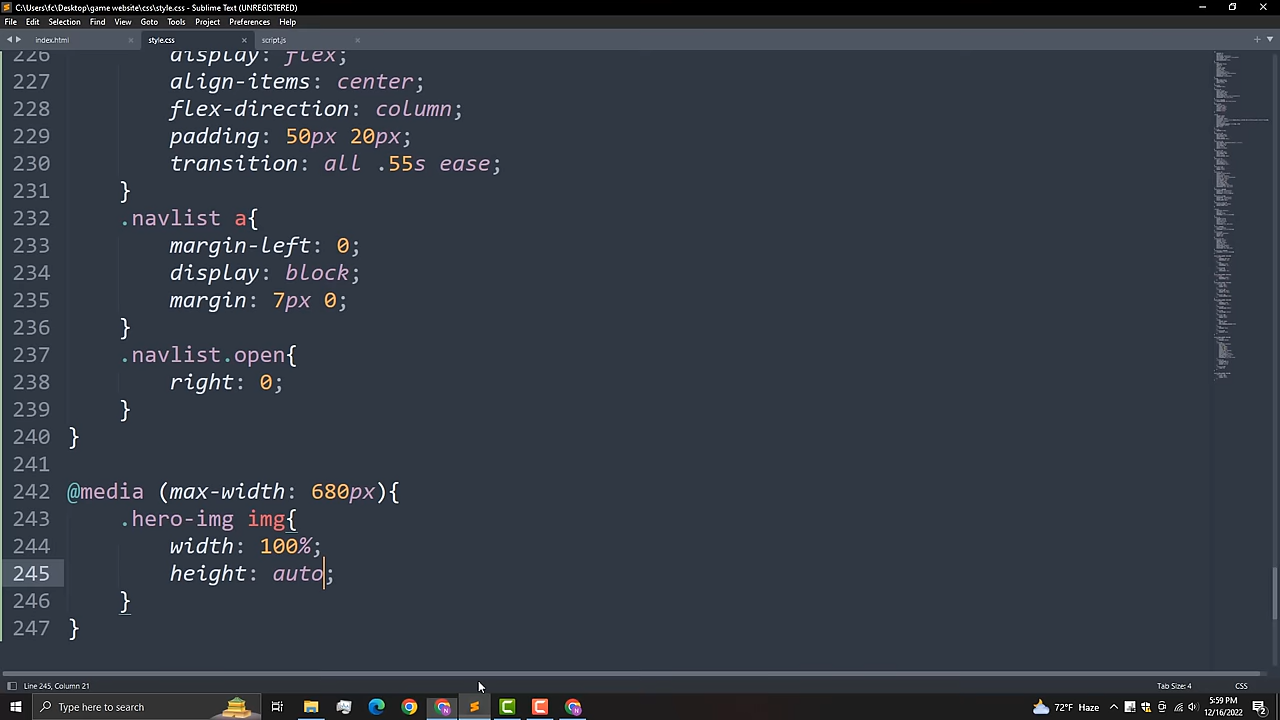 C:\Users\fc\Desktop\game website\css\style.css - Sublime Text (UNREGISTERED)
File Edit Selection Find View Goto Tools Project Preferences Help
index.html style.css script.js
226 display: flex;
227 align-items: center;
228 flex-direction: column;
229 padding: 50px 20px;
230 transition: all .55s ease;
231 }
232 .navlist a{
233 margin-left: 0;
234 display: block;
235 margin: 7px 0;
236 }
237 .navlist.open{
238 right: 0;
239 }
240 }
241
242 @media (max-width: 680px){
243 .hero-img img{
244 width: 100%;
245 height: auto;
246 }
247 }
Line 245, Column 21 Tab Size: 4 CSS
Type here to search 72°F Haze 5:59 PM
12/16/2022 2